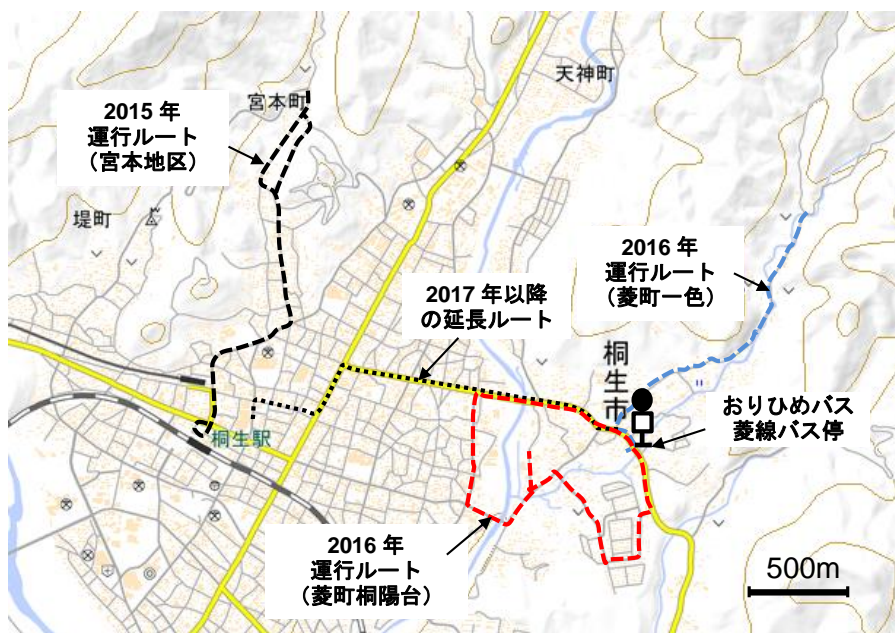 天神町
宮本町
2015 年
運行ルート
（宮本地区）
堤町
2016 年
運行ルート
（菱町一色）
2017 年以降
の延長ルート
桐生市
おりひめバス
菱線バス停
桐生駅
2016 年
運行ルート
（菱町桐陽台）
500m